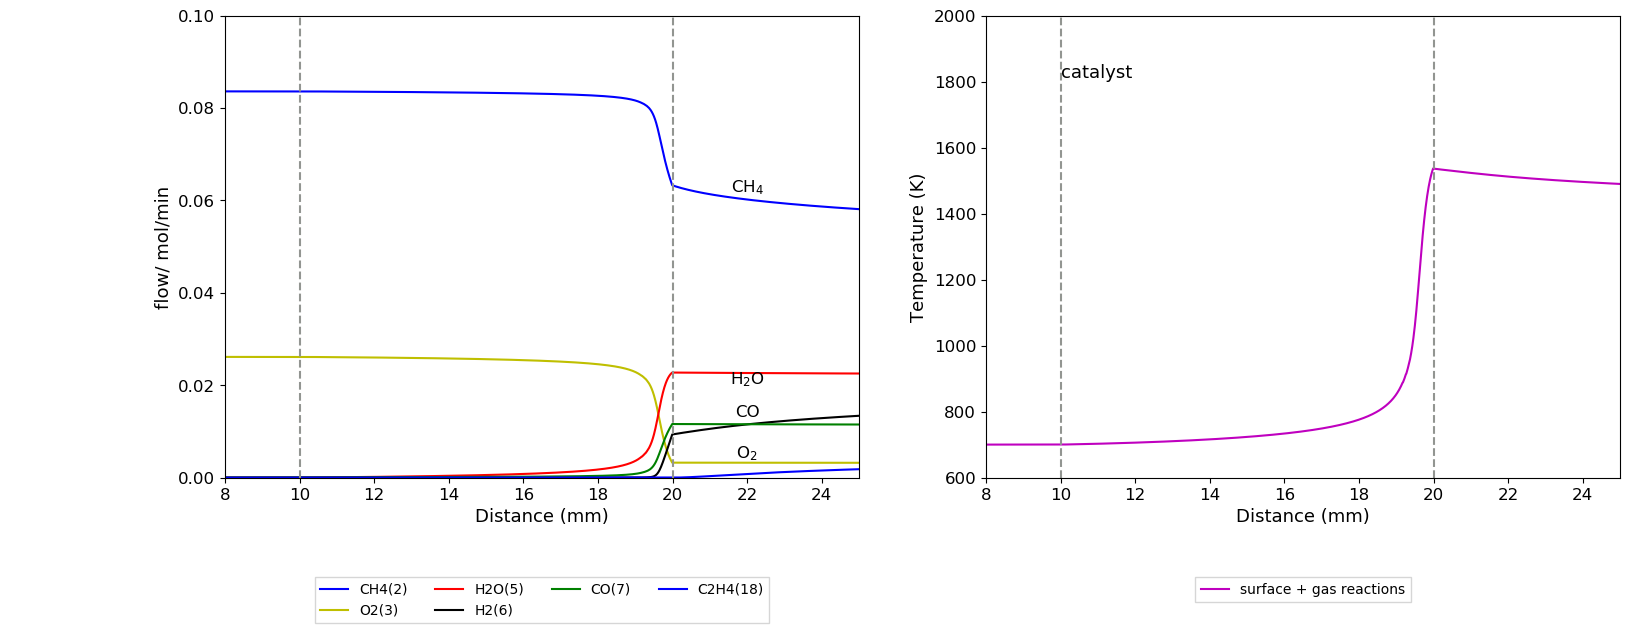 0.10
0.08
0.06
0.04
0.02
0.00
flow/ mol/min
CH₄
H₂O
CO
O₂
8 10 12 14 16 18 20 22 24
Distance (mm)
CH4(2) H2O(5) CO(7) C2H4(18)
O2(3) H2(6)
2000
1800
1600
1400
1200
1000
800
600
Temperature (K)
catalyst
8 10 12 14 16 18 20 22 24
Distance (mm)
surface + gas reactions